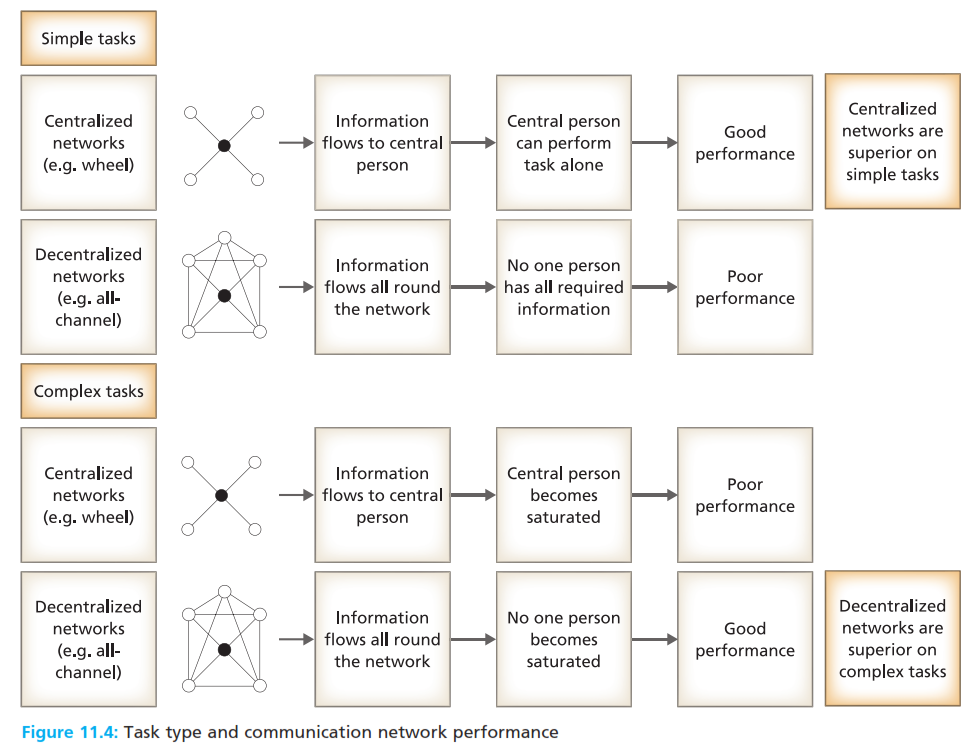 Simple tasks
Centralized
networks
(e.g. wheel)
Information
flows to central
person
Central person
can perform
task alone
Good
performance
Centralized
networks are
superior on
simple tasks
Decentralized
networks
(e.g. all-
channel)
Information
flows all round
the network
No one person
has all required
information
Poor
performance
Complex tasks
Centralized
networks
(e.g. wheel)
Information
flows to central
person
Central person
becomes
saturated
Poor
performance
Decentralized
networks
(e.g. all-
channel)
Information
flows all round
the network
No one person
becomes
saturated
Good
performance
Decentralized
networks are
superior on
complex tasks
Figure 11.4: Task type and communication network performance